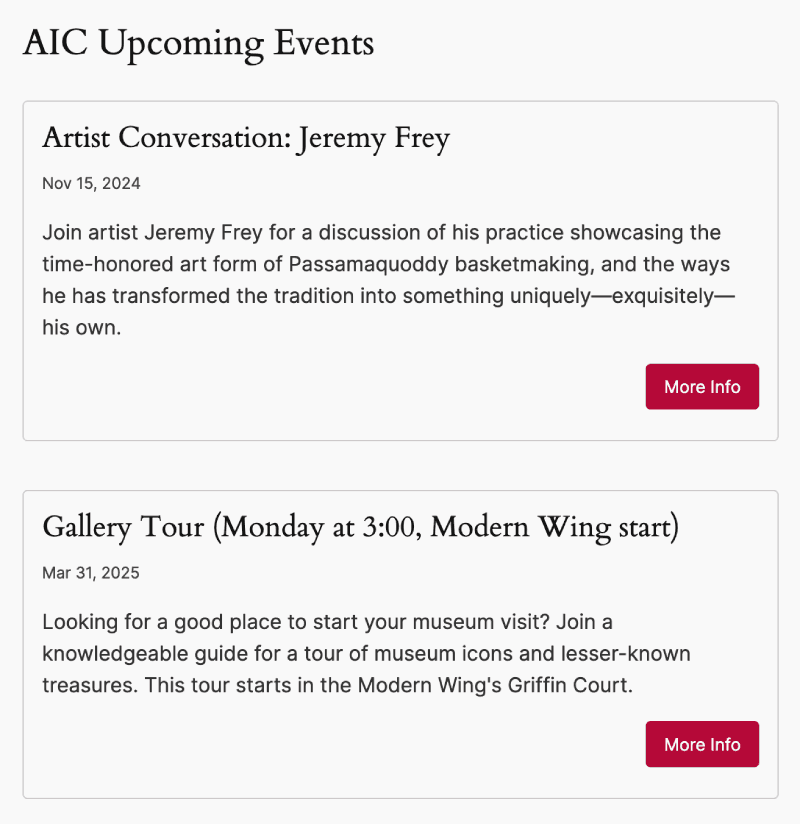 AIC Upcoming Events
Artist Conversation: Jeremy Frey
Nov 15, 2024
Join artist Jeremy Frey for a discussion of his practice showcasing the
time-honored art form of Passamaquoddy basketmaking, and the ways
he has transformed the tradition into something uniquely—exquisitely—
his own.
More Info
Gallery Tour (Monday at 3:00, Modern Wing start)
Mar 31, 2025
Looking for a good place to start your museum visit? Join a
knowledgeable guide for a tour of museum icons and lesser-known
treasures. This tour starts in the Modern Wing's Griffin Court.
More Info